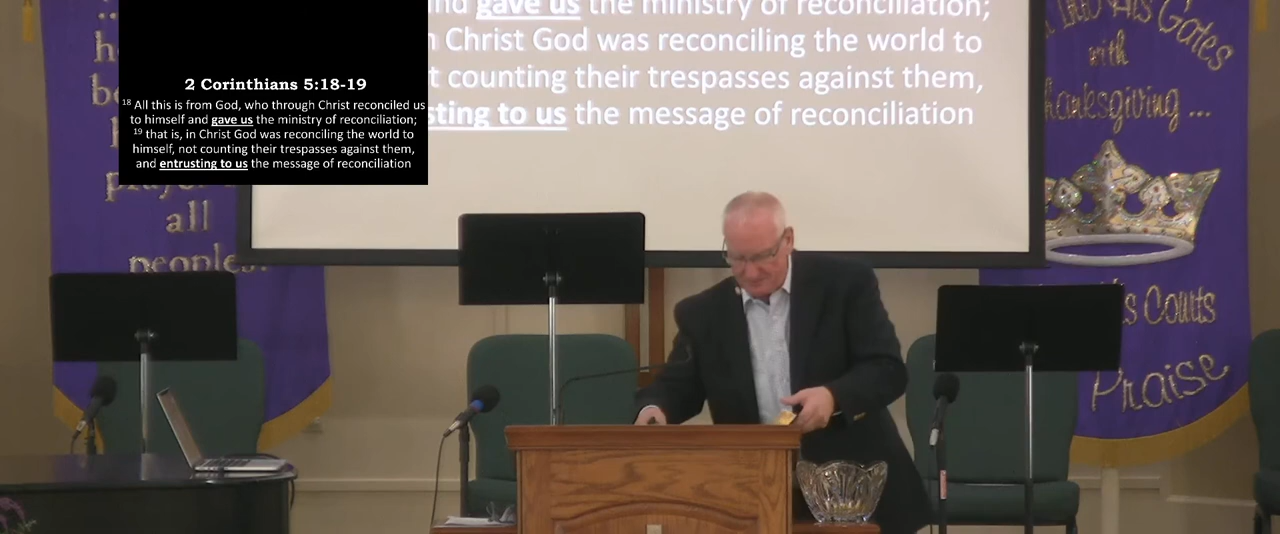 2 Corinthians 5:18-19
18 All this is from God, who through Christ reconciled us
to himself and gave us the ministry of reconciliation;
19 that is, in Christ God was reconciling the world to
himself, not counting their trespasses against them,
and entrusting to us the message of reconciliation
gave us the ministry of reconciliation;
Christ God was reconciling the world to
counting their trespasses against them,
to us the message of reconciliation
all
peoples.
His Gates
with
Thanksgiving ...
Courts
Praise